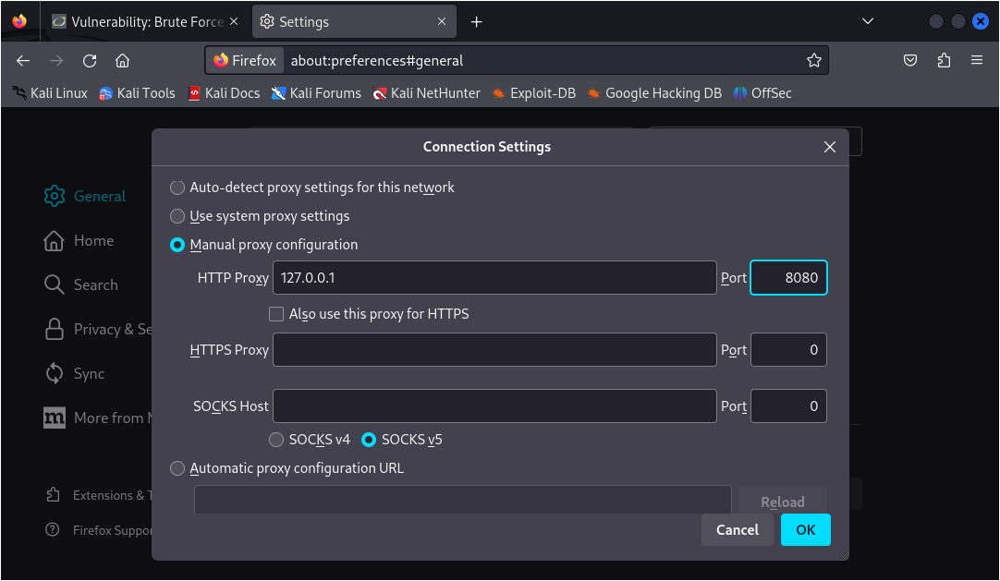 Vulnerability: Brute Force
Settings
Firefox about:preferences#general
Kali Linux Kali Tools Kali Docs Kali Forums Kali NetHunter Exploit-DB Google Hacking DB OffSec
Connection Settings
General
Home
Search
Privacy & Se
Sync
More from M
Extensions & T
Firefox Suppor
Auto-detect proxy settings for this network
Use system proxy settings
Manual proxy configuration
HTTP Proxy 127.0.0.1 Port 8080
Also use this proxy for HTTPS
HTTPS Proxy Port 0
SOCKS Host Port 0
SOCKS v4 SOCKS v5
Automatic proxy configuration URL
Reload
Cancel OK